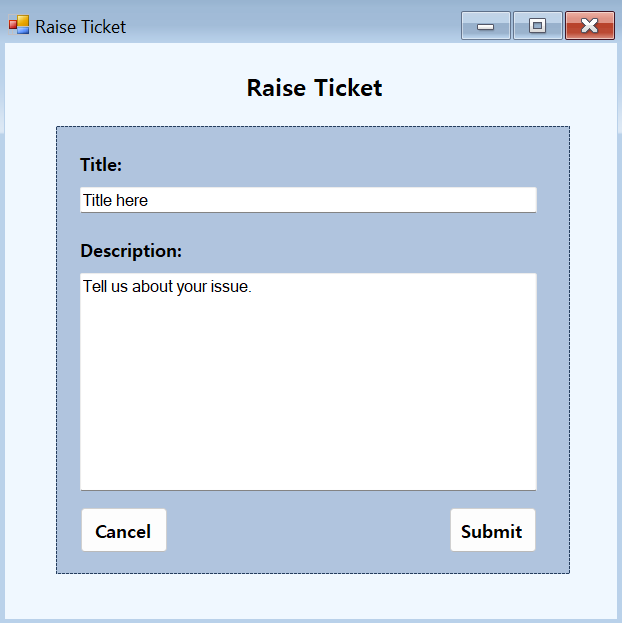 Raise Ticket
Raise Ticket
Title:
Title here
Description:
Tell us about your issue.
Cancel
Submit